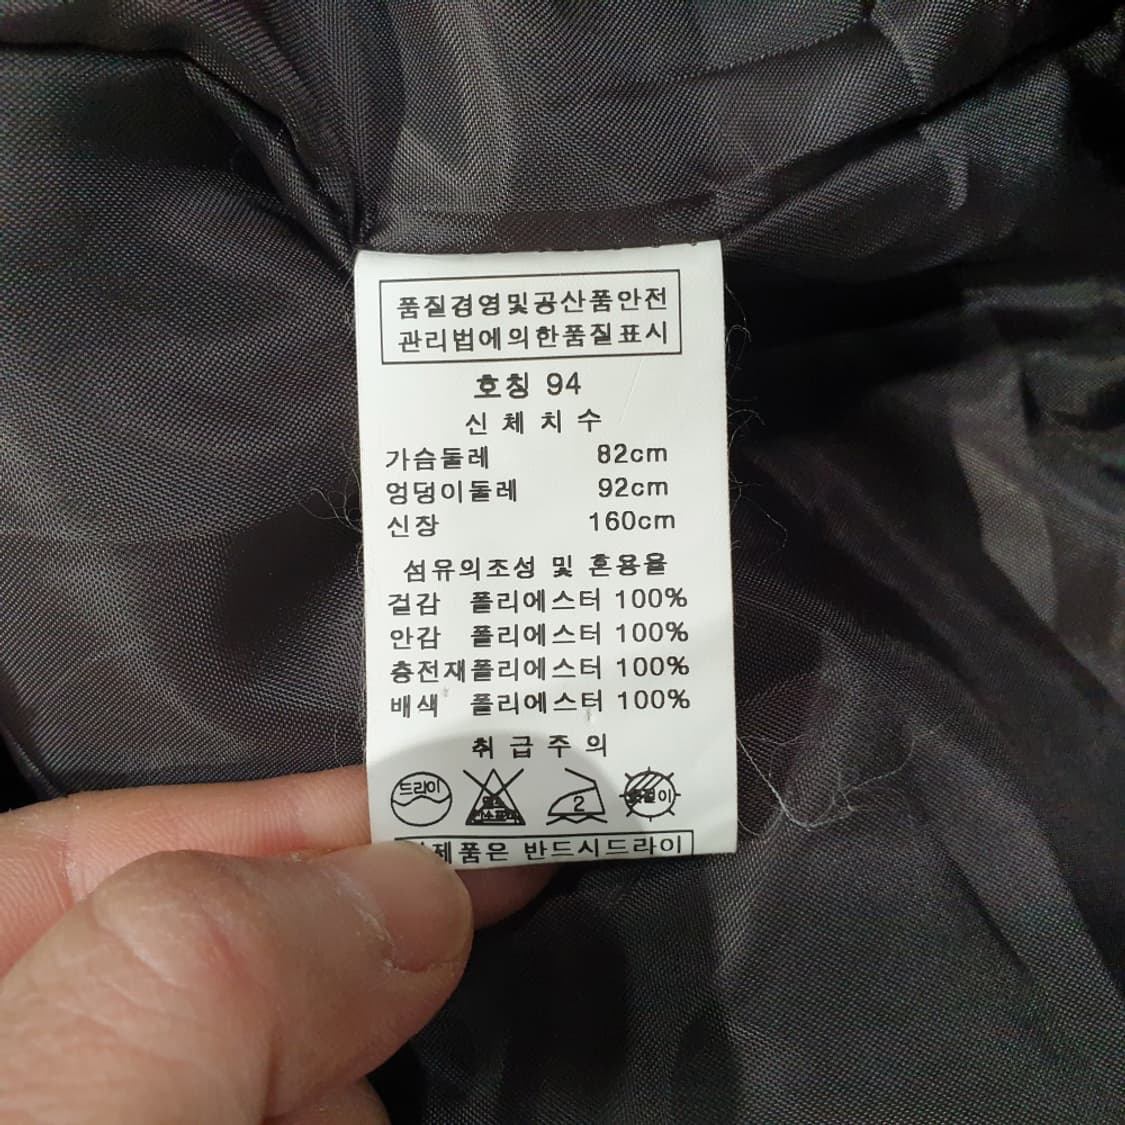 품질경영및공산품안전
관리법에의한품질표시
호칭 94
신체치수
가슴둘레 82cm
엉덩이둘레 92cm
신장 160cm
섬유의조성 및 혼용율
걸감 폴리에스터 100%
안감 폴리에스터 100%
충전재폴리에스터 100%
배색 폴리에스터 100%
취급주의
드라이 2
제품은 반드시드라이